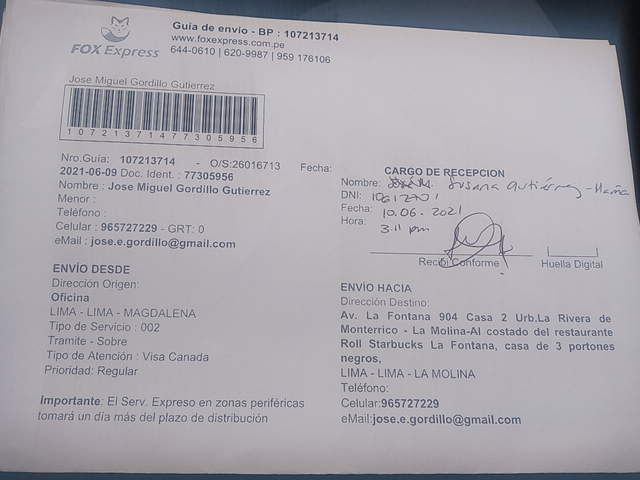 FOX Express
Guía de envío - BP : 107213714
www.foxexpress.com.pe
644-0610 | 620-9987 | 959 176106
Jose Miguel Gordillo Gutierrez
1 0 7 2 1 3 7 1 4 7 7 3 0 5 9 5 6
Nro.Guía: 107213714 - O/S:26016713 Fecha:
2021-06-09 Doc. Ident. : 77305956
Nombre : Jose Miguel Gordillo Gutierrez
Menor :
Teléfono :
Celular : 965727229 - GRT: 0
eMail : jose.e.gordillo@gmail.com
CARGO DE RECEPCION
Nombre: Susana Gutiérrez - Mamá
DNI:
Fecha: 10.06.2021
Hora: 3:11 pm
Recibí Conforme
Huella Digital
ENVÍO DESDE
Dirección Origen:
Oficina
LIMA - LIMA - MAGDALENA
Tipo de Servicio : 002
Tramite - Sobre
Tipo de Atención : Visa Canada
Prioridad: Regular
Importante: El Serv. Expreso en zonas periféricas
tomará un día más del plazo de distribución
ENVÍO HACIA
Dirección Destino:
Av. La Fontana 904 Casa 2 Urb.La Rivera de
Monterrico - La Molina-Al costado del restaurante
Roll Starbucks La Fontana, casa de 3 portones
negros,
LIMA - LIMA - LA MOLINA
Teléfono:
Celular:965727229
eMail:jose.e.gordillo@gmail.com